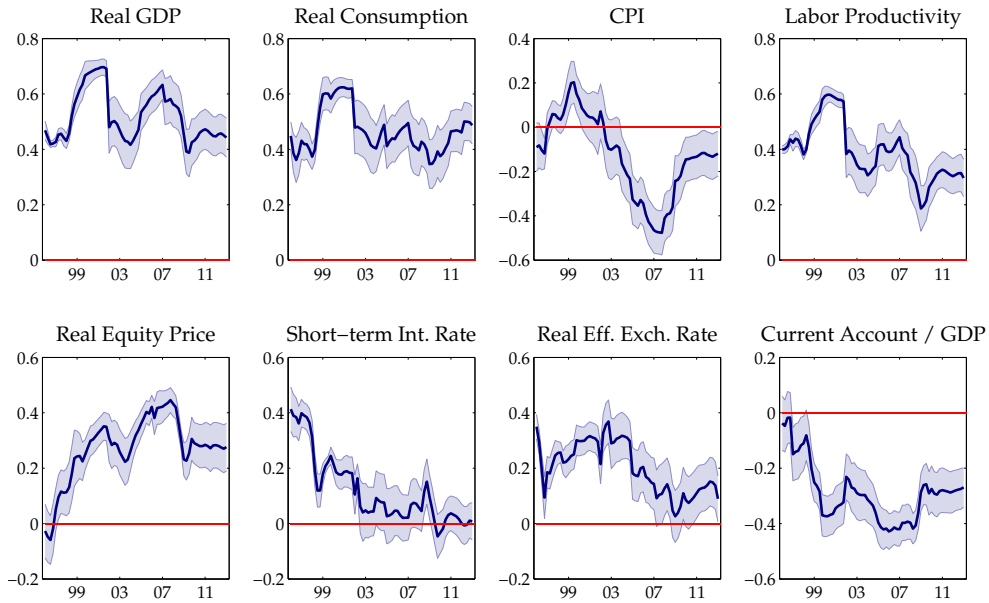 Real GDP
0.8
0.6
0.4
0.2
0
99 03 07 11
Real Consumption
0.8
0.6
0.4
0.2
0
99 03 07 11
CPI
0.4
0.2
0
−0.2
−0.4
−0.6
99 03 07 11
Labor Productivity
0.8
0.6
0.4
0.2
0
99 03 07 11
Real Equity Price
0.6
0.4
0.2
0
−0.2
99 03 07 11
Short−term Int. Rate
0.6
0.4
0.2
0
−0.2
99 03 07 11
Real Eff. Exch. Rate
0.6
0.4
0.2
0
−0.2
99 03 07 11
Current Account / GDP
0.2
0
−0.2
−0.4
−0.6
99 03 07 11